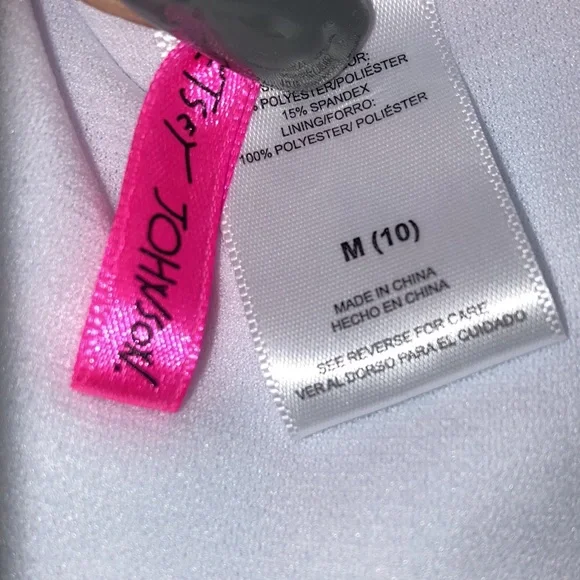 ETSEY JOHNSON.
POLYESTER/POLIÉSTER
15% SPANDEX
LINING/FORRO:
100% POLYESTER/ POLIÉSTER
M (10)
MADE IN CHINA
HECHO EN CHINA
SEE REVERSE FOR CARE
VER AL DORSO PARA EL CUIDADO